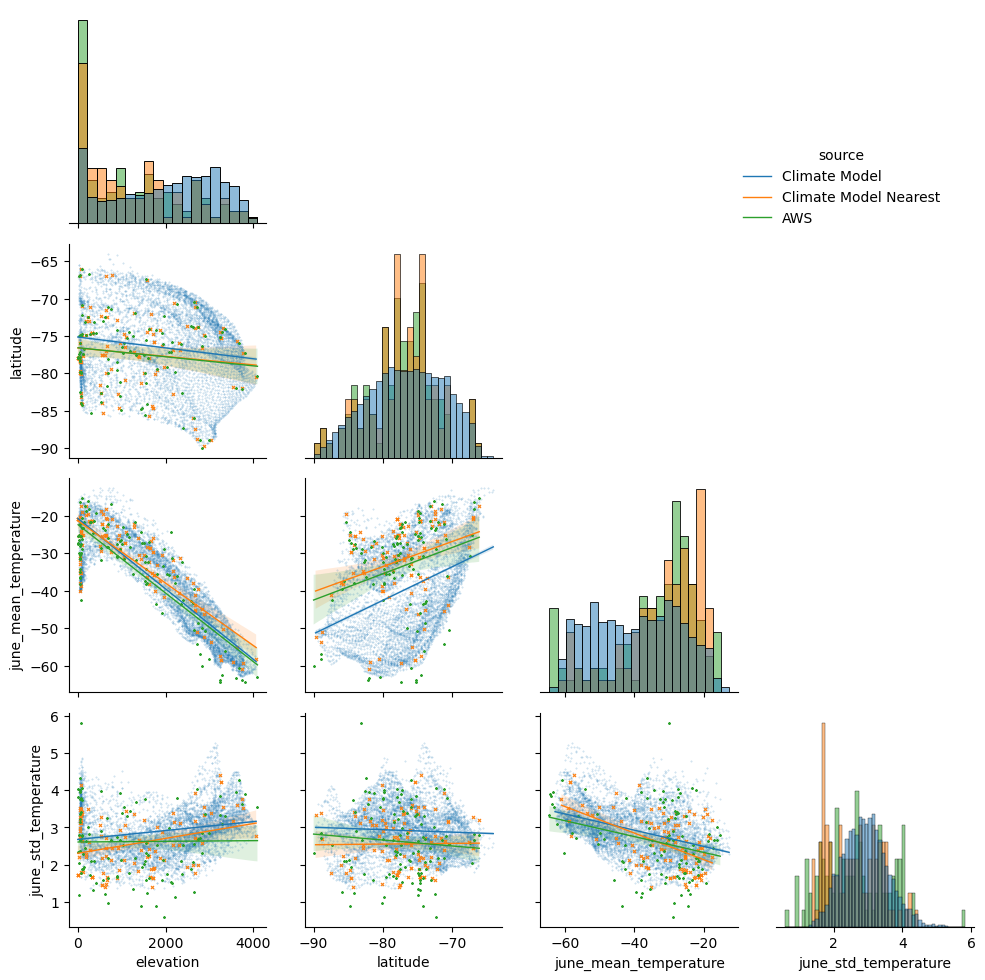 source
Climate Model
Climate Model Nearest
AWS
latitude
−65
−70
−75
−80
−85
−90
june_mean_temperature
−20
−30
−40
−50
−60
june_std_temperature
6
5
4
3
2
1
0 2000 4000
−90 −80 −70
−60 −40 −20
2 4 6
elevation
latitude
june_mean_temperature
june_std_temperature